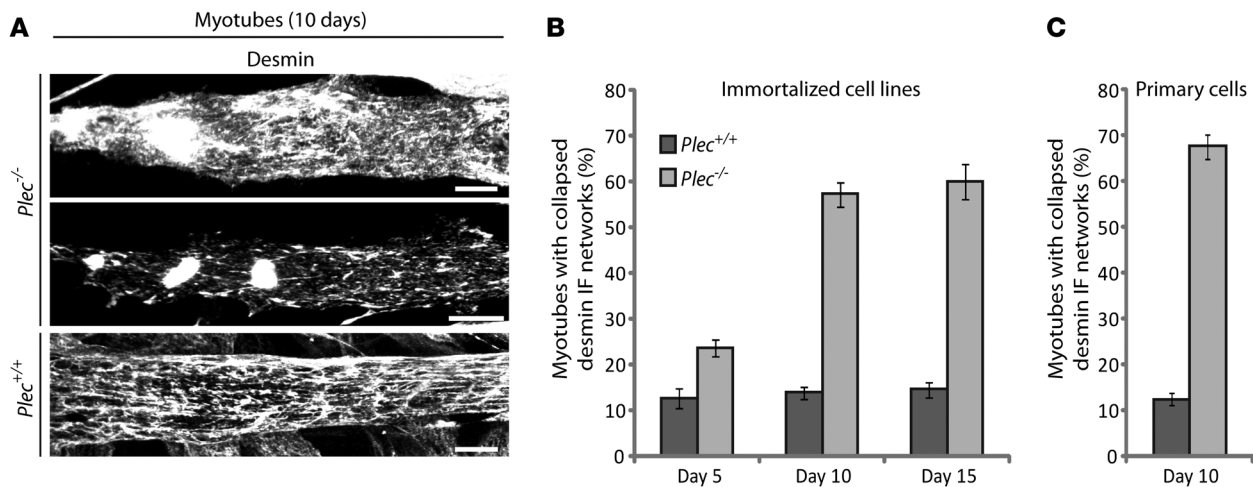 A
Myotubes (10 days)
Desmin
Plec-/-
Plec+/+
B
Myotubes with collapsed
desmin IF networks (%)
80
70
60
50
40
30
20
10
0
Immortalized cell lines
Plec+/+
Plec-/-
Day 5
Day 10
Day 15
C
Myotubes with collapsed
desmin IF networks (%)
80
70
60
50
40
30
20
10
0
Primary cells
Day 10